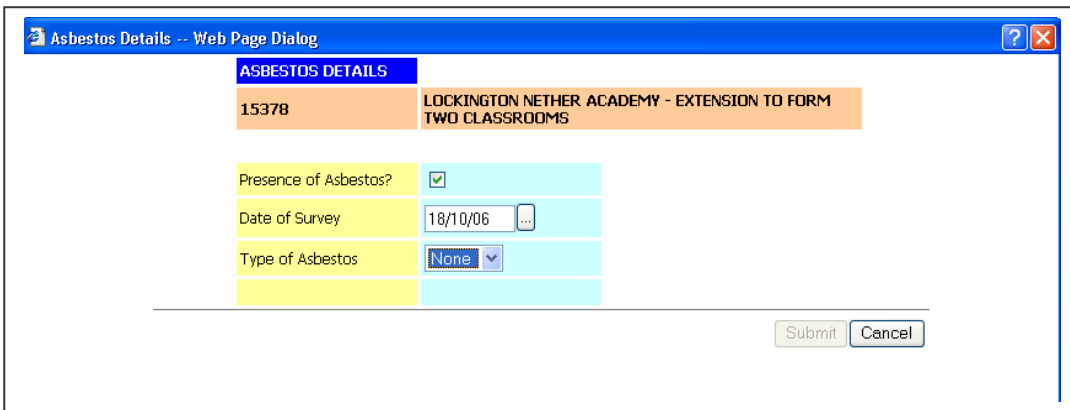 Asbestos Details -- Web Page Dialog
ASBESTOS DETAILS
15378
LOCKINGTON NETHER ACADEMY - EXTENSION TO FORM
TWO CLASSROOMS
Presence of Asbestos?
Date of Survey
18/10/06
...
Type of Asbestos
None
Submit
Cancel